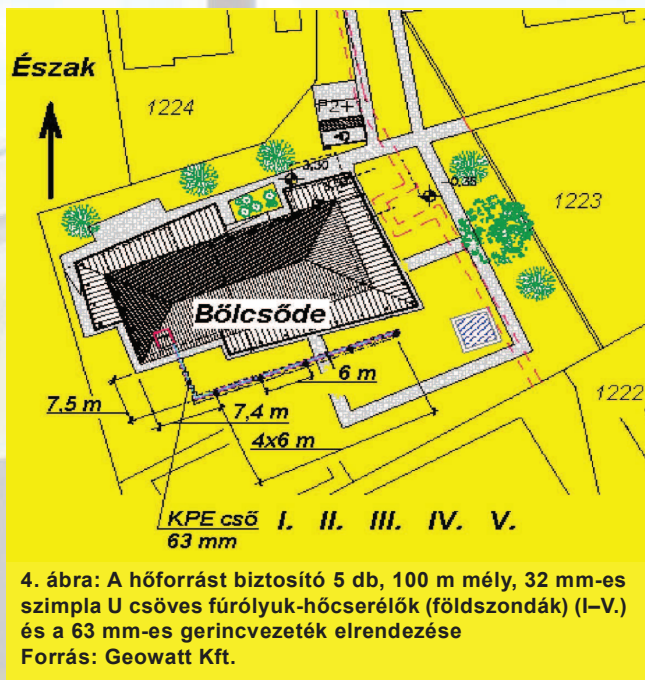 Észak
1224
P2+1
3,30
0,35
1223
Bölcsőde
6 m
7,5 m
7,4 m
4x6 m
1222
KPE cső I. II. III. IV. V.
63 mm
4. ábra: A hőforrást biztosító 5 db, 100 m mély, 32 mm-es
szimpla U csöves fúrólyuk-hőcserélők (földszondák) (I–V.)
és a 63 mm-es gerincvezeték elrendezése
Forrás: Geowatt Kft.